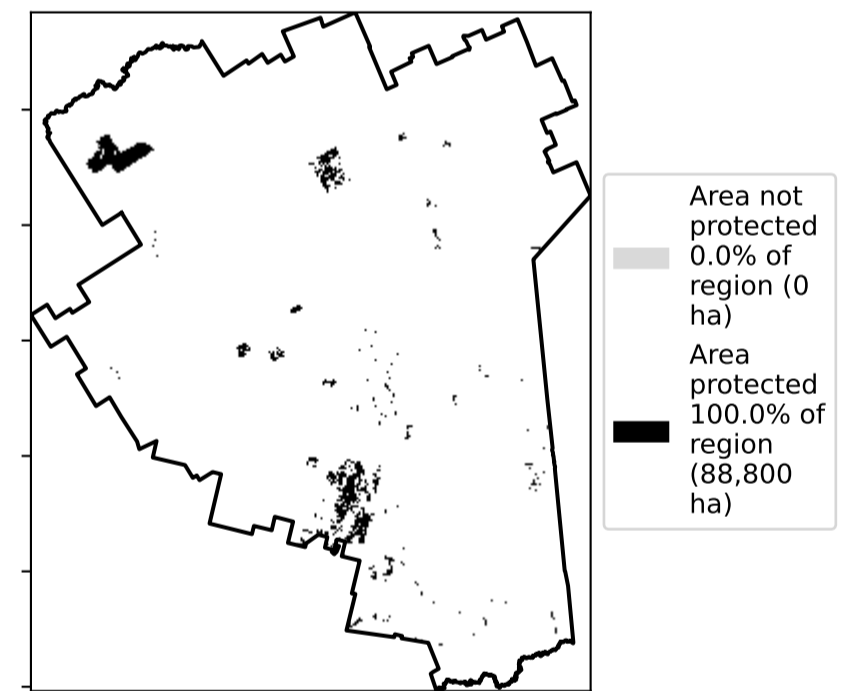 Area not
protected
0.0% of
region (0
ha)
Area
protected
100.0% of
region
(88,800
ha)